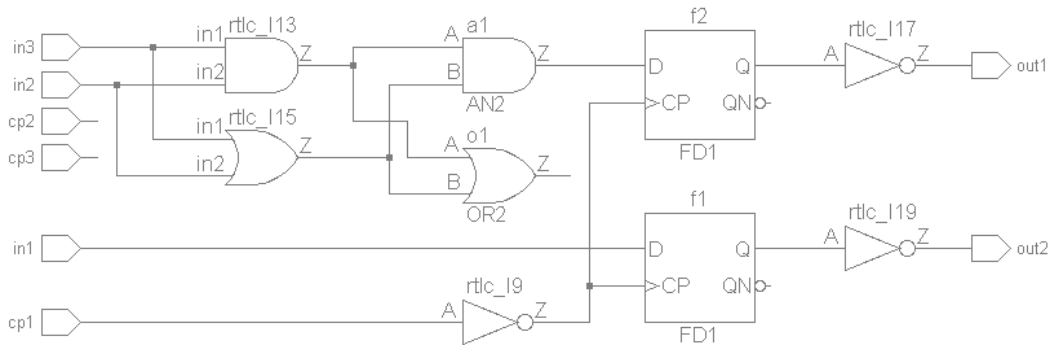 f2
rtlc_I13
a1
rtlc_I17
in3
in1
Z
A
Z
A
Z
in2
in2
B
D
Q
out1
cp2
rtlc_I15
AN2
CP
QN
cp3
in1
Z
o1
in2
A
Z
FD1
B
OR2
f1
rtlc_I19
in1
D
Q
A
Z
out2
rtlc_I9
CP
QN
cp1
A
Z
FD1